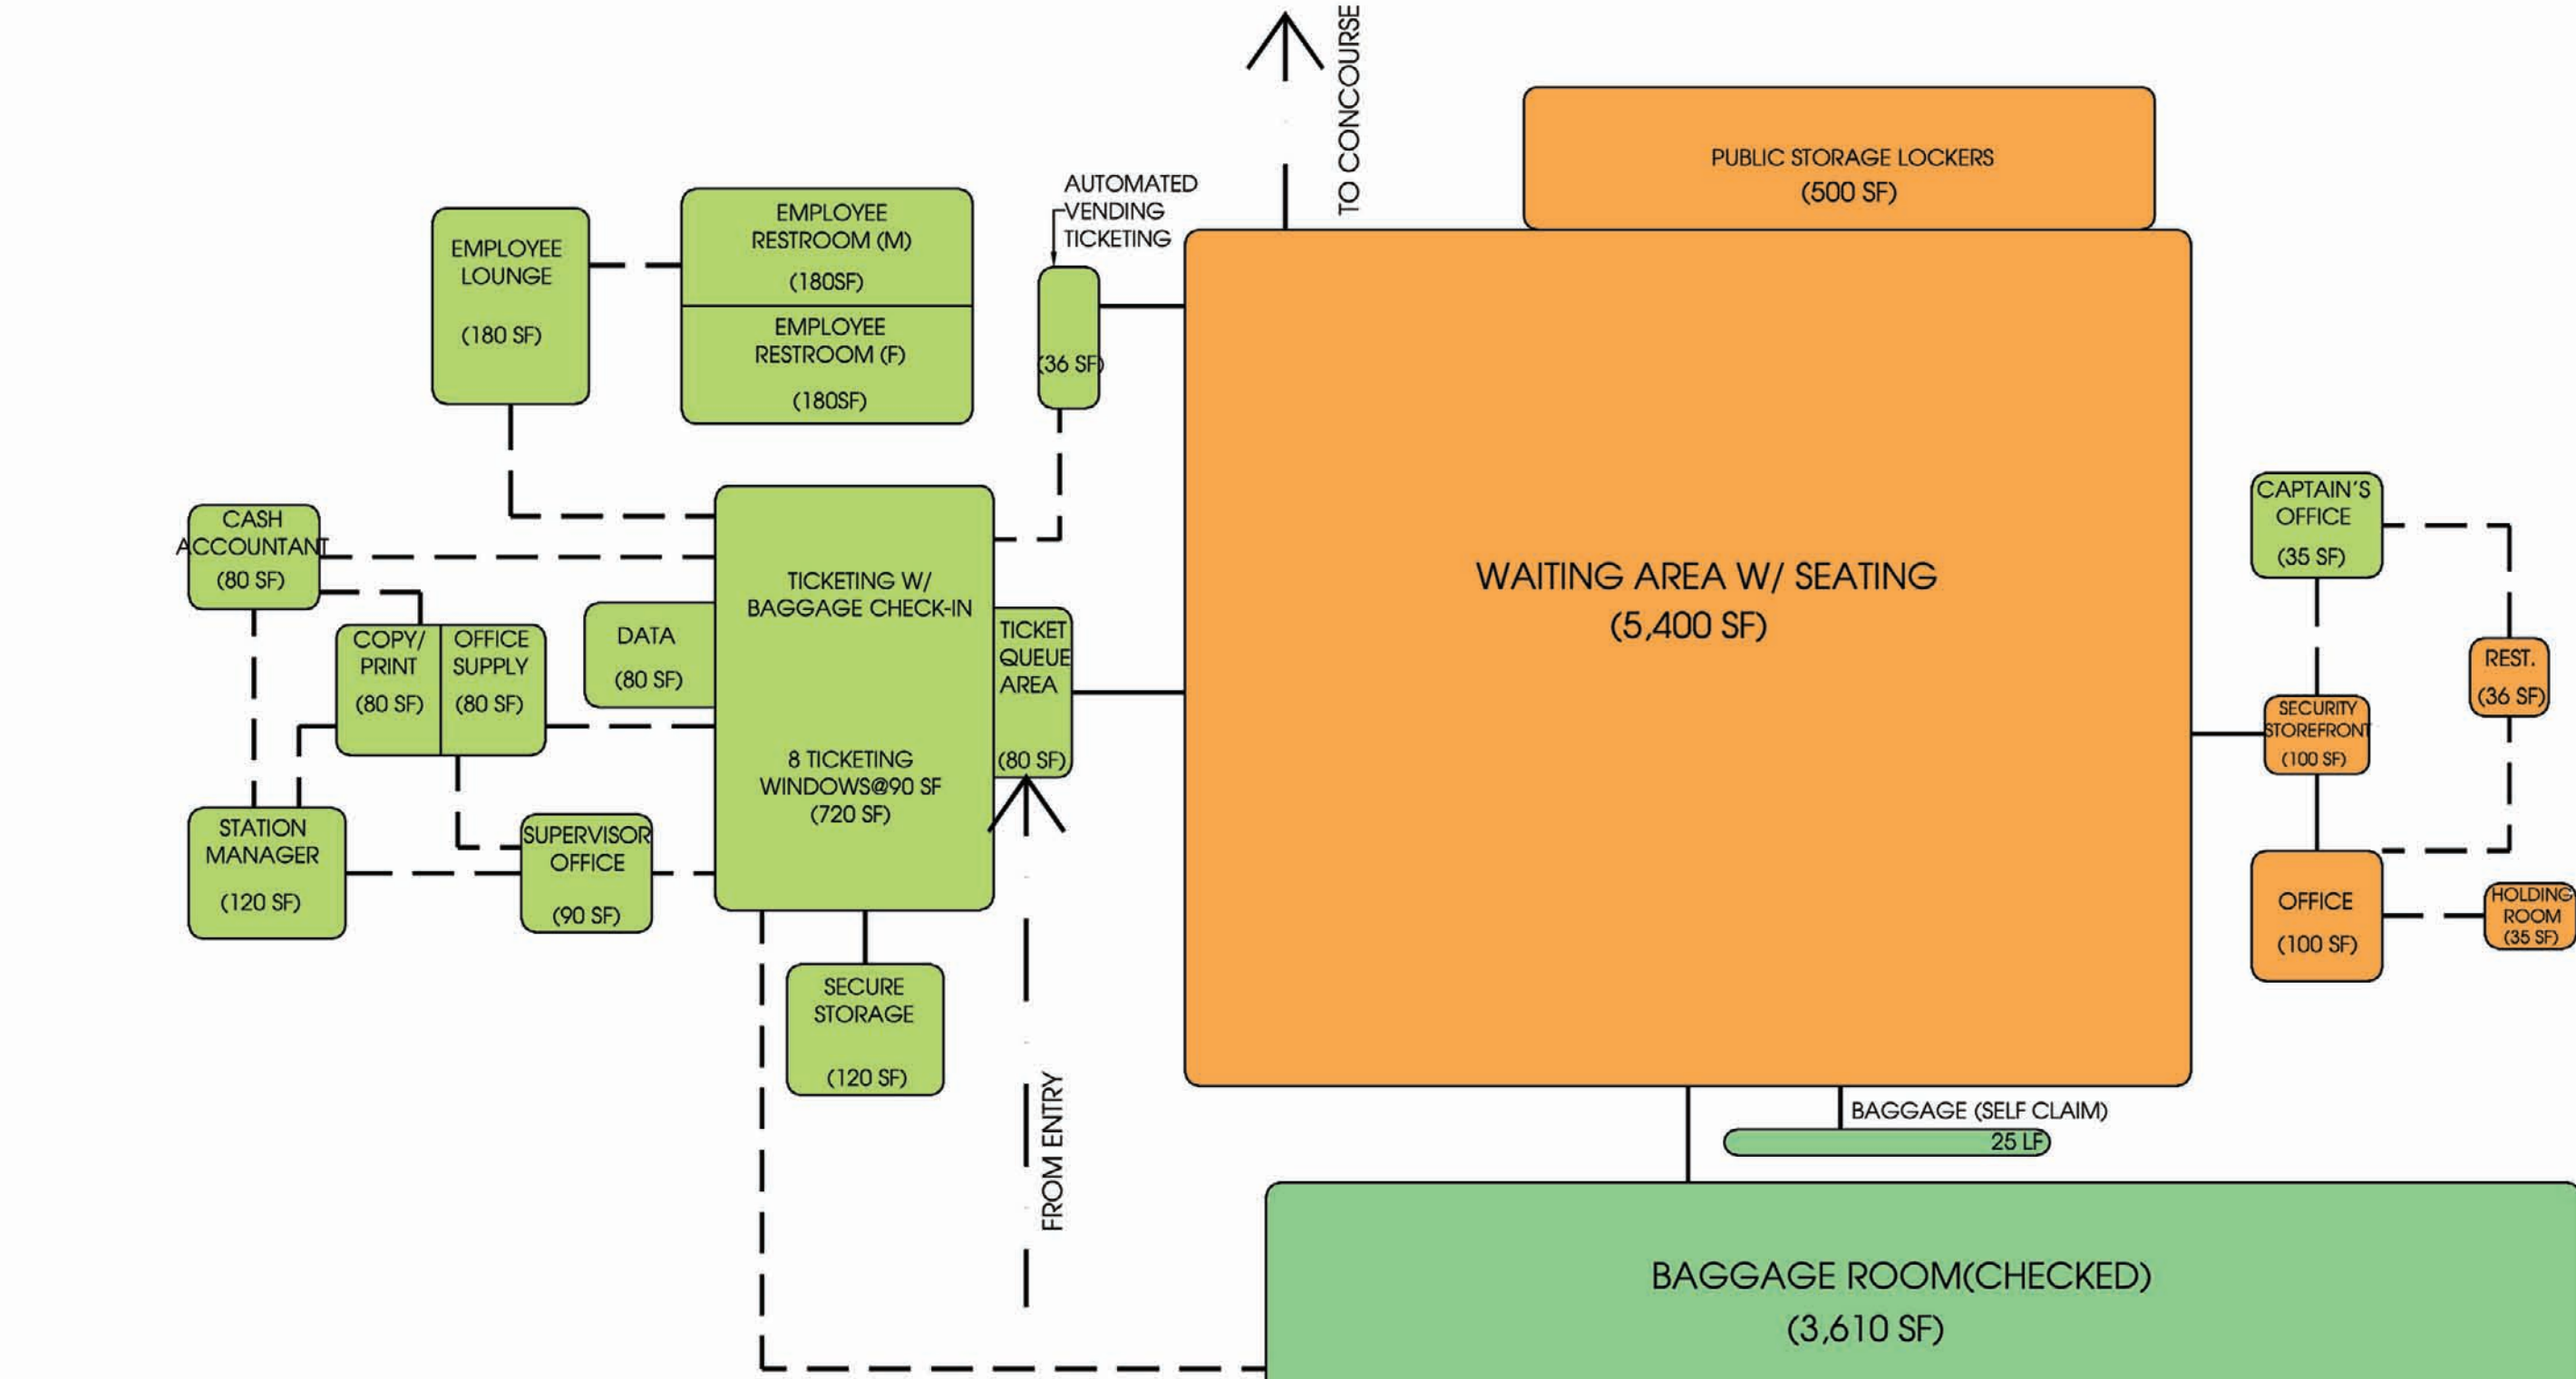 TO CONCOURSE
PUBLIC STORAGE LOCKERS
(500 SF)
AUTOMATED
VENDING
TICKETING
(36 SF)
EMPLOYEE
LOUNGE
(180 SF)
EMPLOYEE
RESTROOM (M)
(180SF)
EMPLOYEE
RESTROOM (F)
(180SF)
CASH
ACCOUNTANT
(80 SF)
COPY/
PRINT
(80 SF)
OFFICE
SUPPLY
(80 SF)
DATA
(80 SF)
TICKETING W/
BAGGAGE CHECK-IN
8 TICKETING
WINDOWS@90 SF
(720 SF)
TICKET
QUEUE
AREA
(80 SF)
WAITING AREA W/ SEATING
(5,400 SF)
CAPTAIN'S
OFFICE
(35 SF)
REST.
(36 SF)
SECURITY
STOREFRONT
(100 SF)
STATION
MANAGER
(120 SF)
SUPERVISOR
OFFICE
(90 SF)
OFFICE
(100 SF)
HOLDING
ROOM
(35 SF)
SECURE
STORAGE
(120 SF)
FROM ENTRY
BAGGAGE (SELF CLAIM)
25 LF
BAGGAGE ROOM(CHECKED)
(3,610 SF)